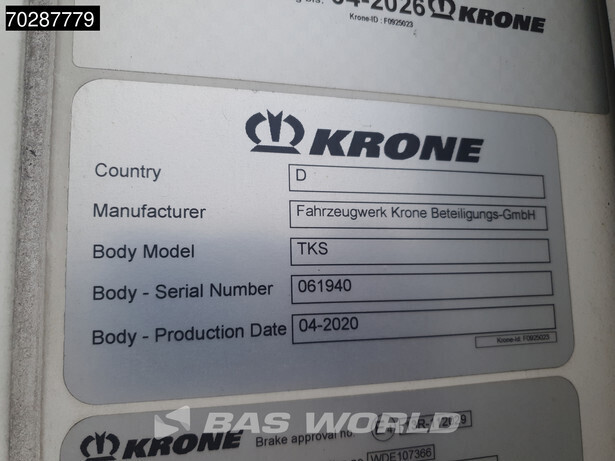 70287779
04-2026 KRONE
Krone-ID : F0925023
KRONE
Country D
Manufacturer Fahrzeugwerk Krone Beteiligungs-GmbH
Body Model TKS
Body - Serial Number 061940
Body - Production Date 04-2020
BAS WORLD
KRONE Brake approval no.
WDE107366